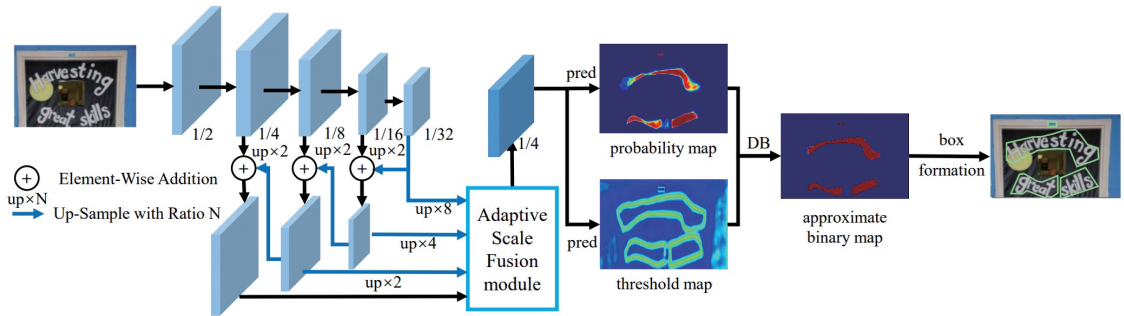 Harvesting
great skills
1/2
1/4
1/8
1/16
1/32
up×2
up×2
up×2
Element-Wise Addition
up×N
Up-Sample with Ratio N
up×8
up×4
up×2
Adaptive
Scale
Fusion
module
1/4
pred
pred
probability map
threshold map
DB
approximate
binary map
box
formation
Harvesting
great skills